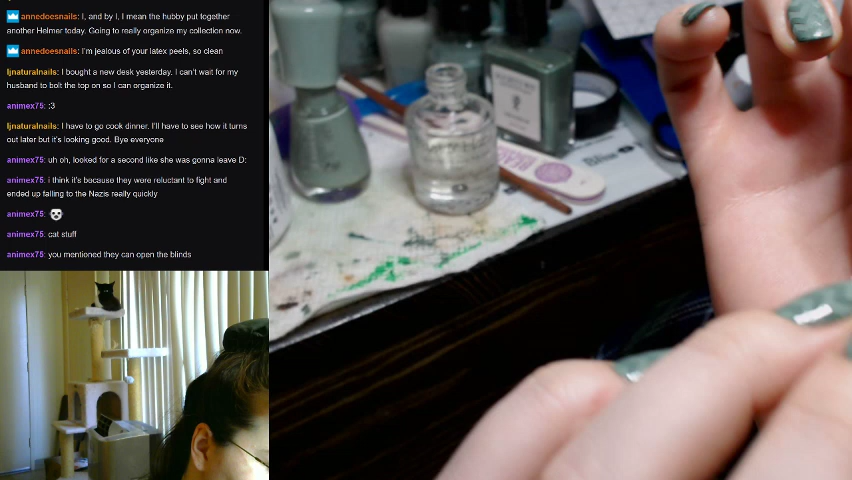 annedoesnails: I, and by I, I mean the hubby put together
another Helmer today. Going to really organize my collection now.
annedoesnails: I'm jealous of your latex peels, so clean
ljnaturalnails: I bought a new desk yesterday. I can't wait for my
husband to bolt the top on so I can organize it.
animex75: :3
ljnaturalnails: I have to go cook dinner. I'll have to see how it turns
out later but it's looking good. Bye everyone
animex75: uh oh, looked for a second like she was gonna leave D:
animex75: i think it's because they were reluctant to fight and
ended up falling to the Nazis really quickly
animex75:
animex75: cat stuff
animex75: you mentioned they can open the blinds